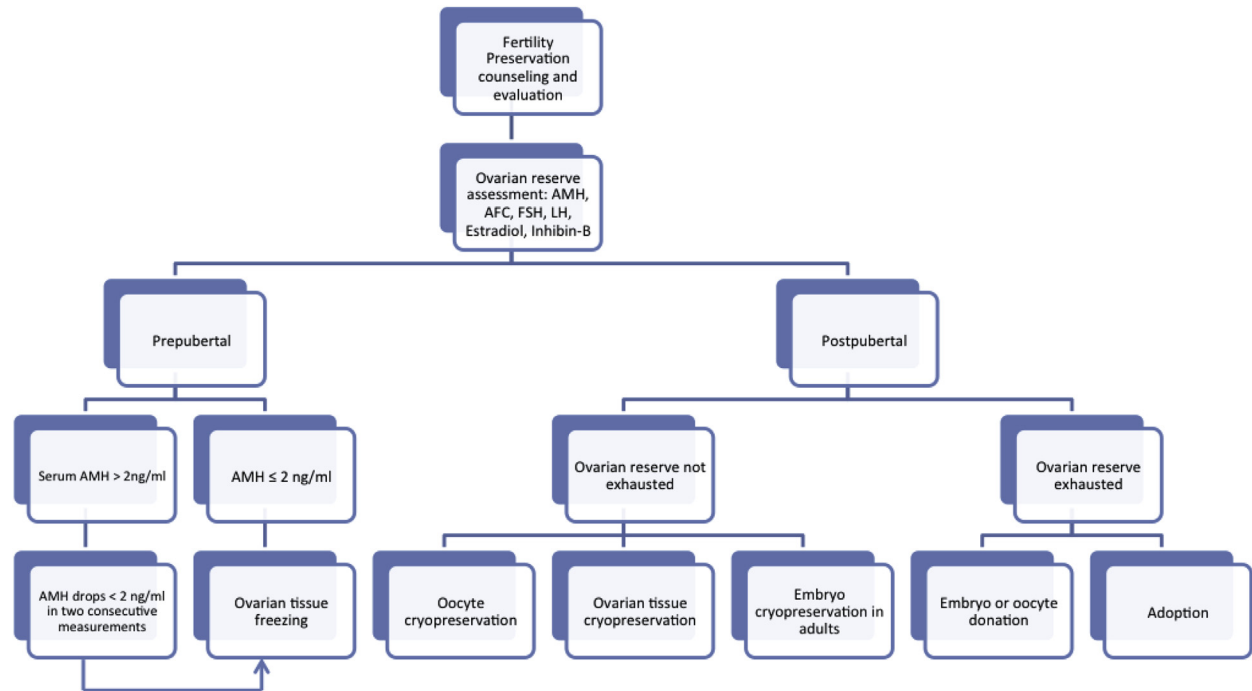 Fertility
Preservation
counseling and
evaluation
Ovarian reserve
assessment: AMH,
AFC, FSH, LH,
Estradiol, Inhibin-B
Prepubertal
Postpubertal
Serum AMH > 2ng/ml
AMH ≤ 2 ng/ml
Ovarian reserve not
exhausted
Ovarian reserve
exhausted
AMH drops < 2 ng/ml
in two consecutive
measurements
Ovarian tissue
freezing
Oocyte
cryopreservation
Ovarian tissue
cryopreservation
Embryo
cryopreservation in
adults
Embryo or oocyte
donation
Adoption